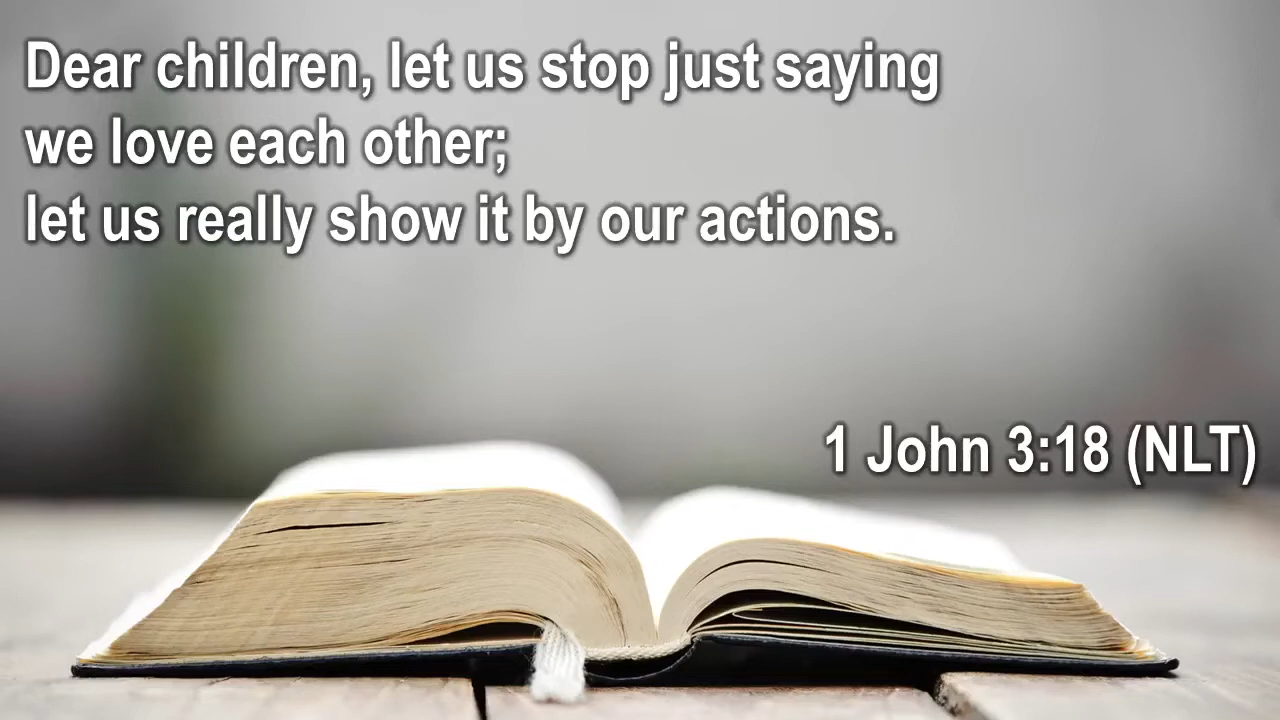 Dear children, let us stop just saying
we love each other;
let us really show it by our actions.
1 John 3:18 (NLT)